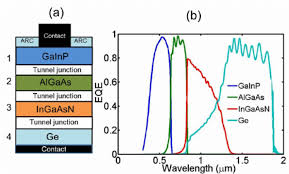 (a)
ARC Contact ARC
1 GaInP
Tunnel junction
2 AlGaAs
Tunnel junction
3 InGaAsN
Tunnel junction
4 Ge
Contact
(b)
EQE
1
0.8
0.6
0.4
0.2
0
GaInP
AlGaAs
InGaAsN
Ge
0 0.5 1 1.5 2
Wavelength (μm)